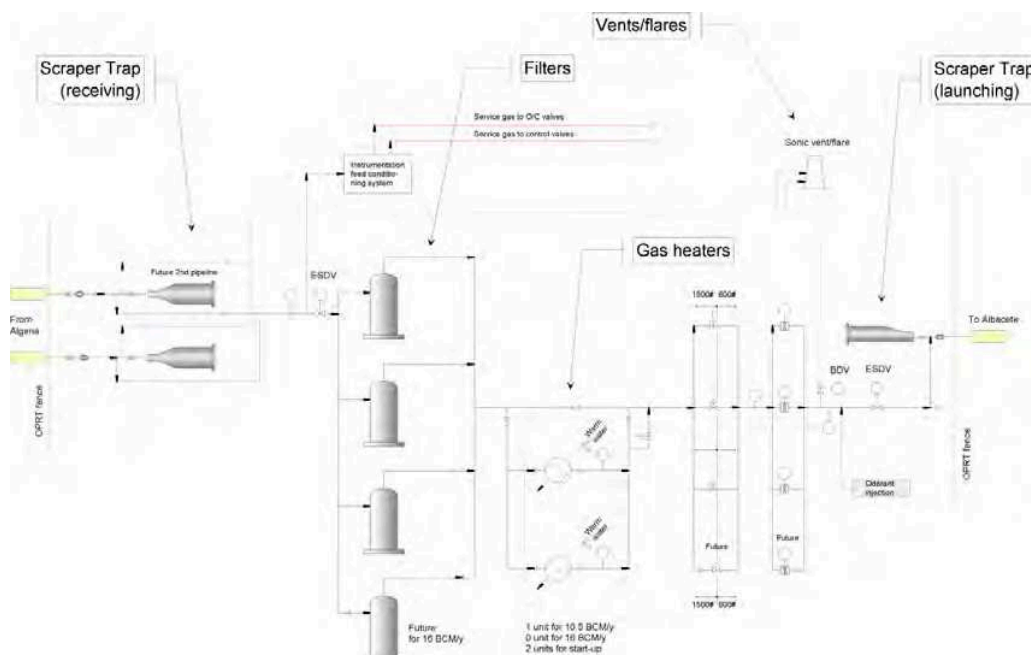 Vents/flares
Scraper Trap
(receiving)
Filters
Scraper Trap
(launching)
Service gas to O/C valves
Service gas to control valves
Sonic vent/flare
Instrumentation
feed conditio-
ning system
Gas heaters
Future 2nd pipeline
ESDV
1500# 600#
From
Algeria
To Albacete
BDV ESDV
OPRT fence
OPRT fence
Warm
water
Odorant
injection
Warm
water
Future
Future
1500# 600#
Future
for 16 BCM/y
1 unit for 10.5 BCM/y
0 unit for 16 BCM/y
2 units for start-up